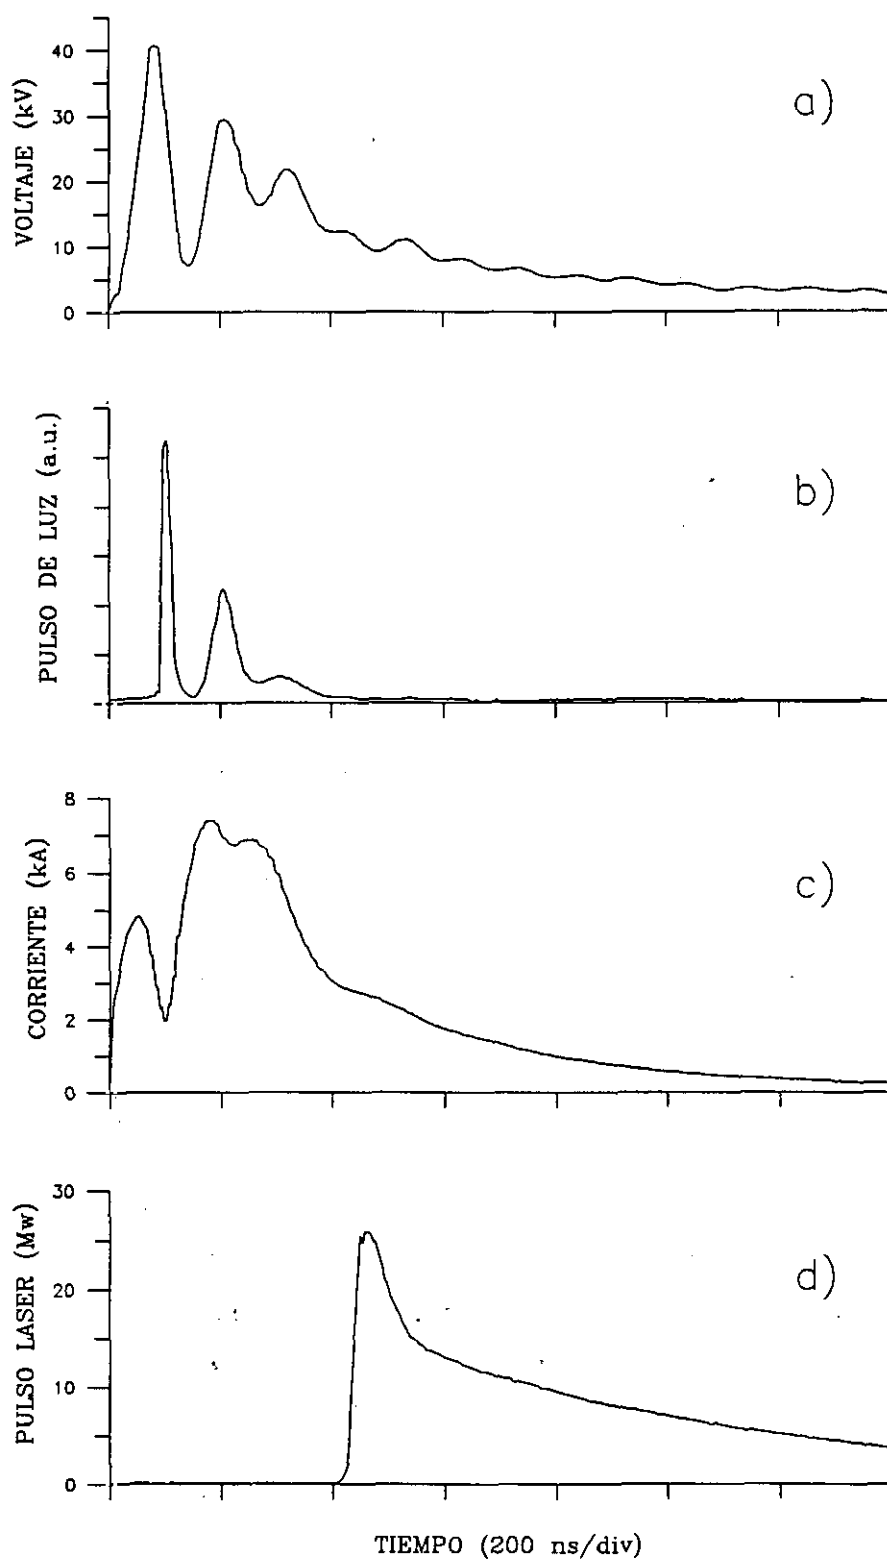 VOLTAJE (kV)
40
30
20
10
0
a)
PULSO DE LUZ (a.u.)
b)
CORRIENTE (kA)
8
6
4
2
0
c)
PULSO LASER (Mw)
30
20
10
0
d)
TIEMPO (200 ns/div)